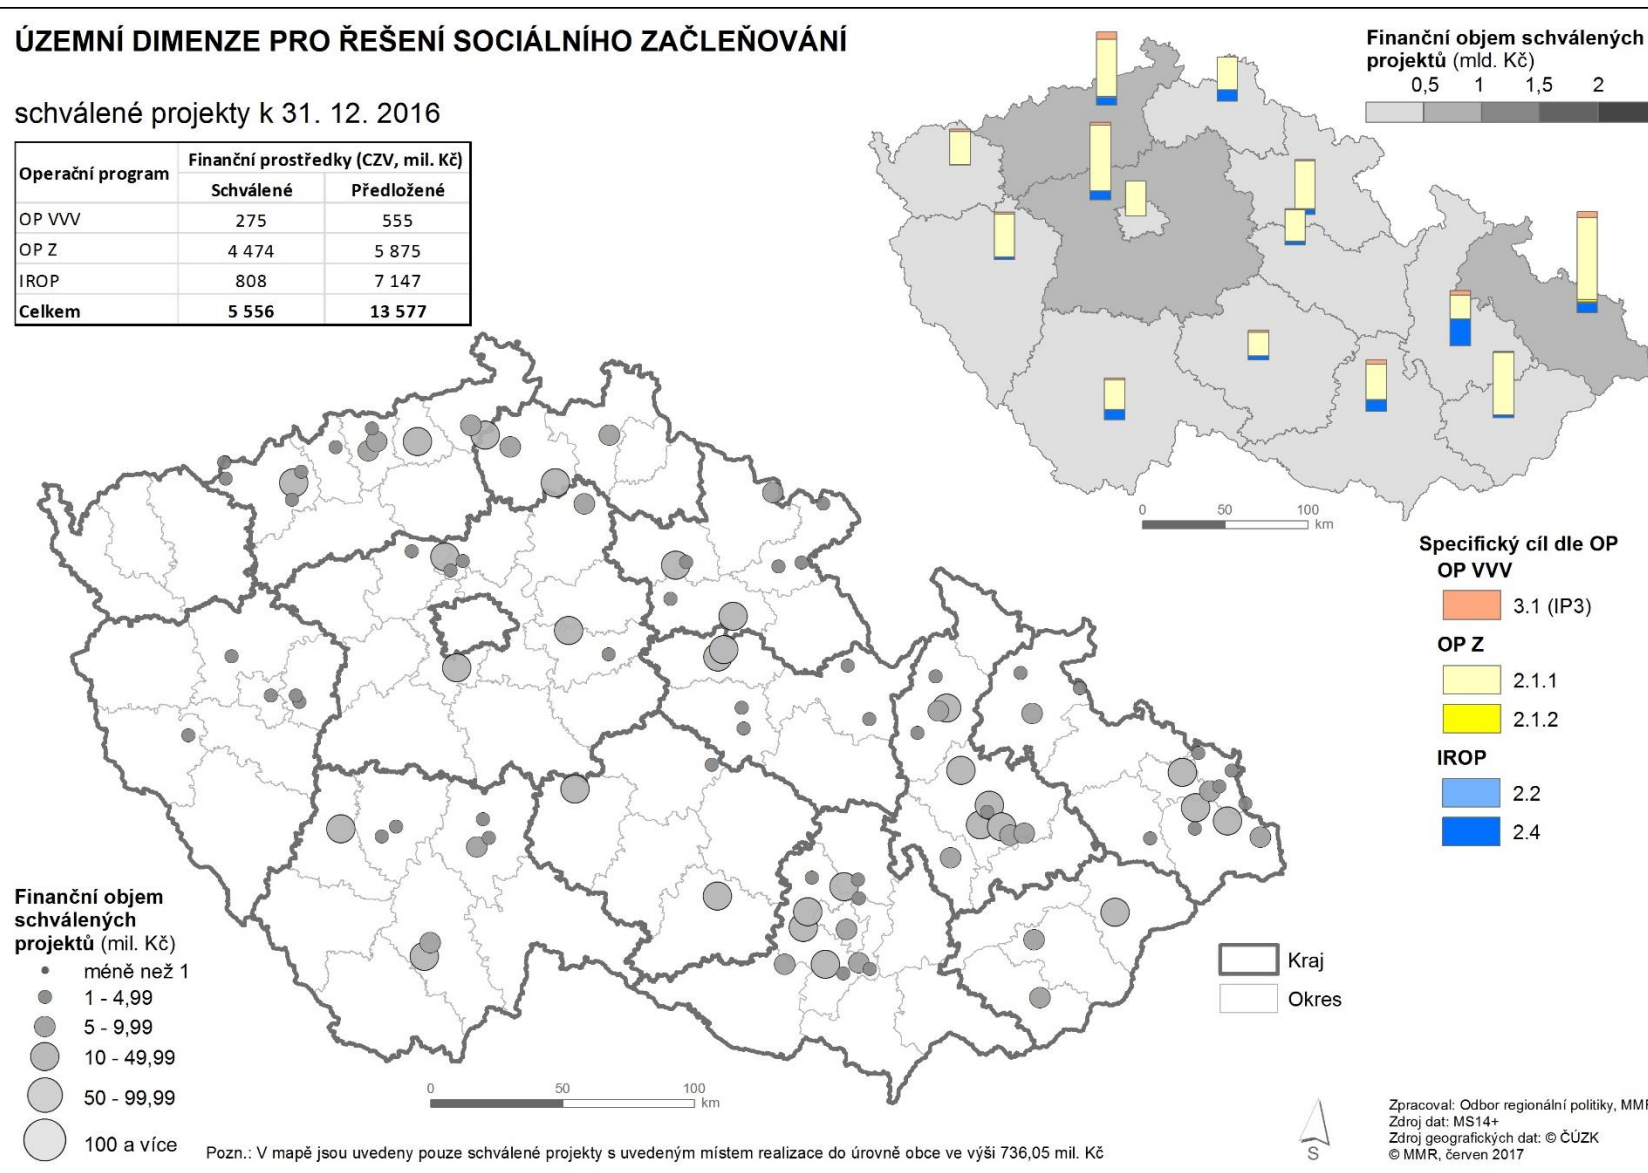 ÚZEMNÍ DIMENZE PRO ŘEŠENÍ SOCIÁLNÍHO ZAČLEŇOVÁNÍ
schválené projekty k 31. 12. 2016
Operační program
Finanční prostředky (CZV, mil. Kč)
Schválené Předložené
OP VVV 275 555
OP Z 4 474 5 875
IROP 808 7 147
Celkem 5 556 13 577
Finanční objem schválených
projektů (mld. Kč)
0,5 1 1,5 2
0 50 100
km
Specifický cíl dle OP
OP VVV
3.1 (IP3)
OP Z
2.1.1
2.1.2
IROP
2.2
2.4
Finanční objem
schválených
projektů (mil. Kč)
méně než 1
1 - 4,99
5 - 9,99
10 - 49,99
50 - 99,99
100 a více
Kraj
Okres
0 50 100
km
Pozn.: V mapě jsou uvedeny pouze schválené projekty s uvedeným místem realizace do úrovně obce ve výši 736,05 mil. Kč
S
Zpracoval: Odbor regionální politiky, MMR
Zdroj dat: MS14+
Zdroj geografických dat: © ČÚZK
© MMR, červen 2017